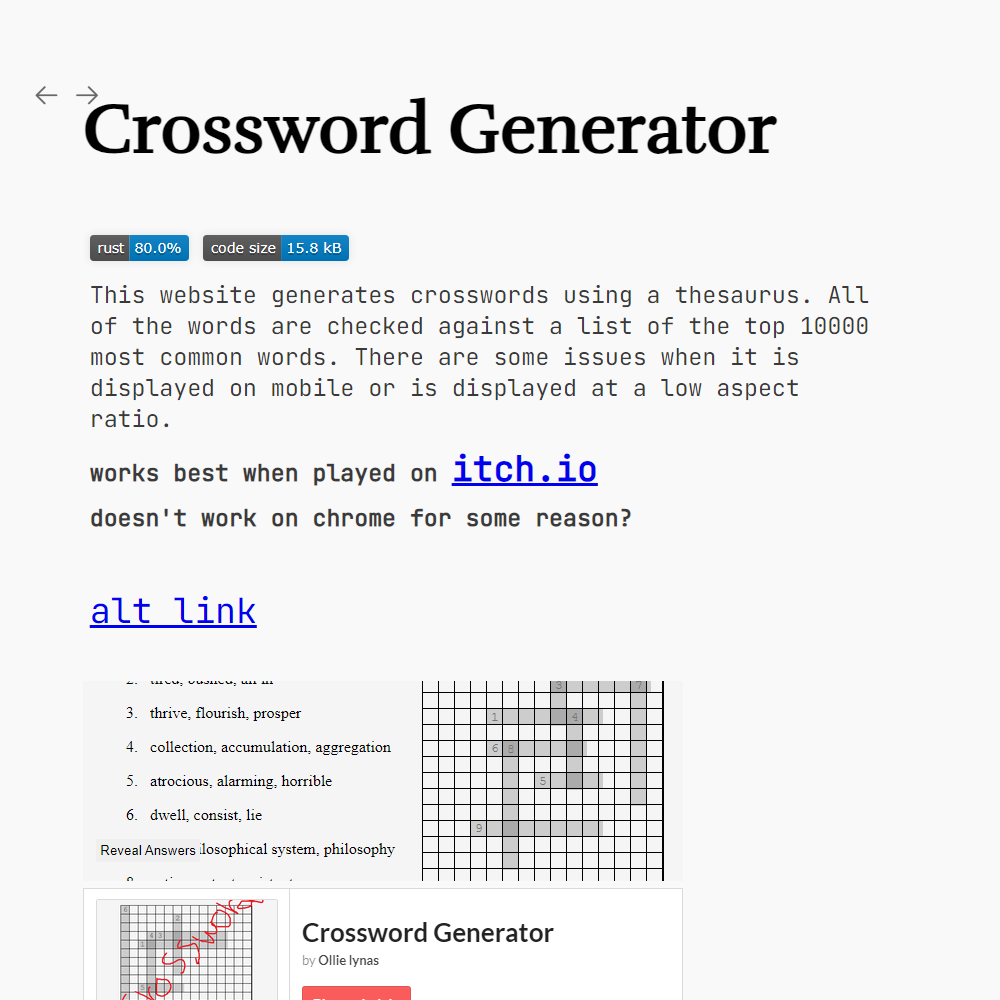 Crossword Generator
rust 80.0% code size 15.8 kB
This website generates crosswords using a thesaurus. All
of the words are checked against a list of the top 10000
most common words. There are some issues when it is
displayed on mobile or is displayed at a low aspect
ratio.
works best when played on itch.io
doesn't work on chrome for some reason?
alt link
3. thrive, flourish, prosper
4. collection, accumulation, aggregation
5. atrocious, alarming, horrible
6. dwell, consist, lie
Reveal Answers losophical system, philosophy
3 7
1 4
6 8
5
9
Crossword Generator
by Ollie lynas